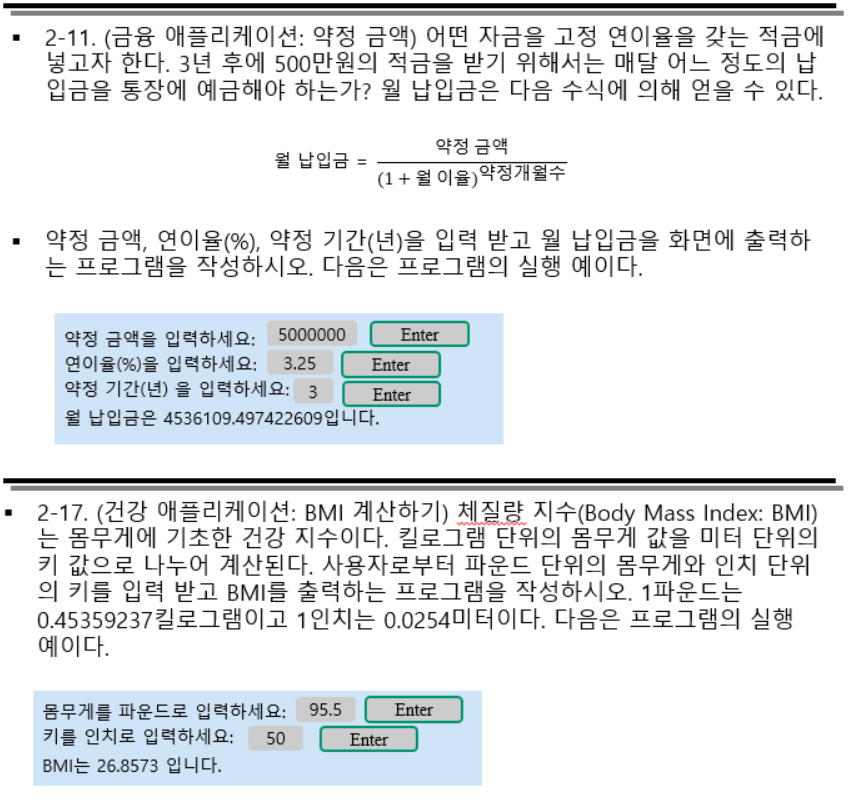 ▪ 2-11. (금융 애플리케이션: 약정 금액) 어떤 자금을 고정 연이율을 갖는 적금에
넣고자 한다. 3년 후에 500만원의 적금을 받기 위해서는 매달 어느 정도의 납
입금을 통장에 예금해야 하는가? 월 납입금은 다음 수식에 의해 얻을 수 있다.
약정 금액
월 납입금 =
(1 + 월 이율)약정개월수
▪ 약정 금액, 연이율(%), 약정 기간(년)을 입력 받고 월 납입금을 화면에 출력하
는 프로그램을 작성하시오. 다음은 프로그램의 실행 예이다.
약정 금액을 입력하세요: 5000000 Enter
연이율(%)을 입력하세요: 3.25 Enter
약정 기간(년) 을 입력하세요: 3 Enter
월 납입금은 4536109.497422609입니다.
▪ 2-17. (건강 애플리케이션: BMI 계산하기) 체질량 지수(Body Mass Index: BMI)
는 몸무게에 기초한 건강 지수이다. 킬로그램 단위의 몸무게 값을 미터 단위의
키 값으로 나누어 계산된다. 사용자로부터 파운드 단위의 몸무게와 인치 단위
의 키를 입력 받고 BMI를 출력하는 프로그램을 작성하시오. 1파운드는
0.45359237킬로그램이고 1인치는 0.0254미터이다. 다음은 프로그램의 실행
예이다.
몸무게를 파운드로 입력하세요: 95.5 Enter
키를 인치로 입력하세요: 50 Enter
BMI는 26.8573 입니다.